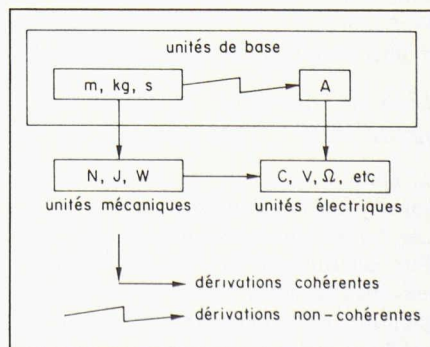 unités de base
m, kg, s
A
N, J, W
C, V, Ω, etc
unités mécaniques
unités électriques
dérivations cohérentes
dérivations non-cohérentes